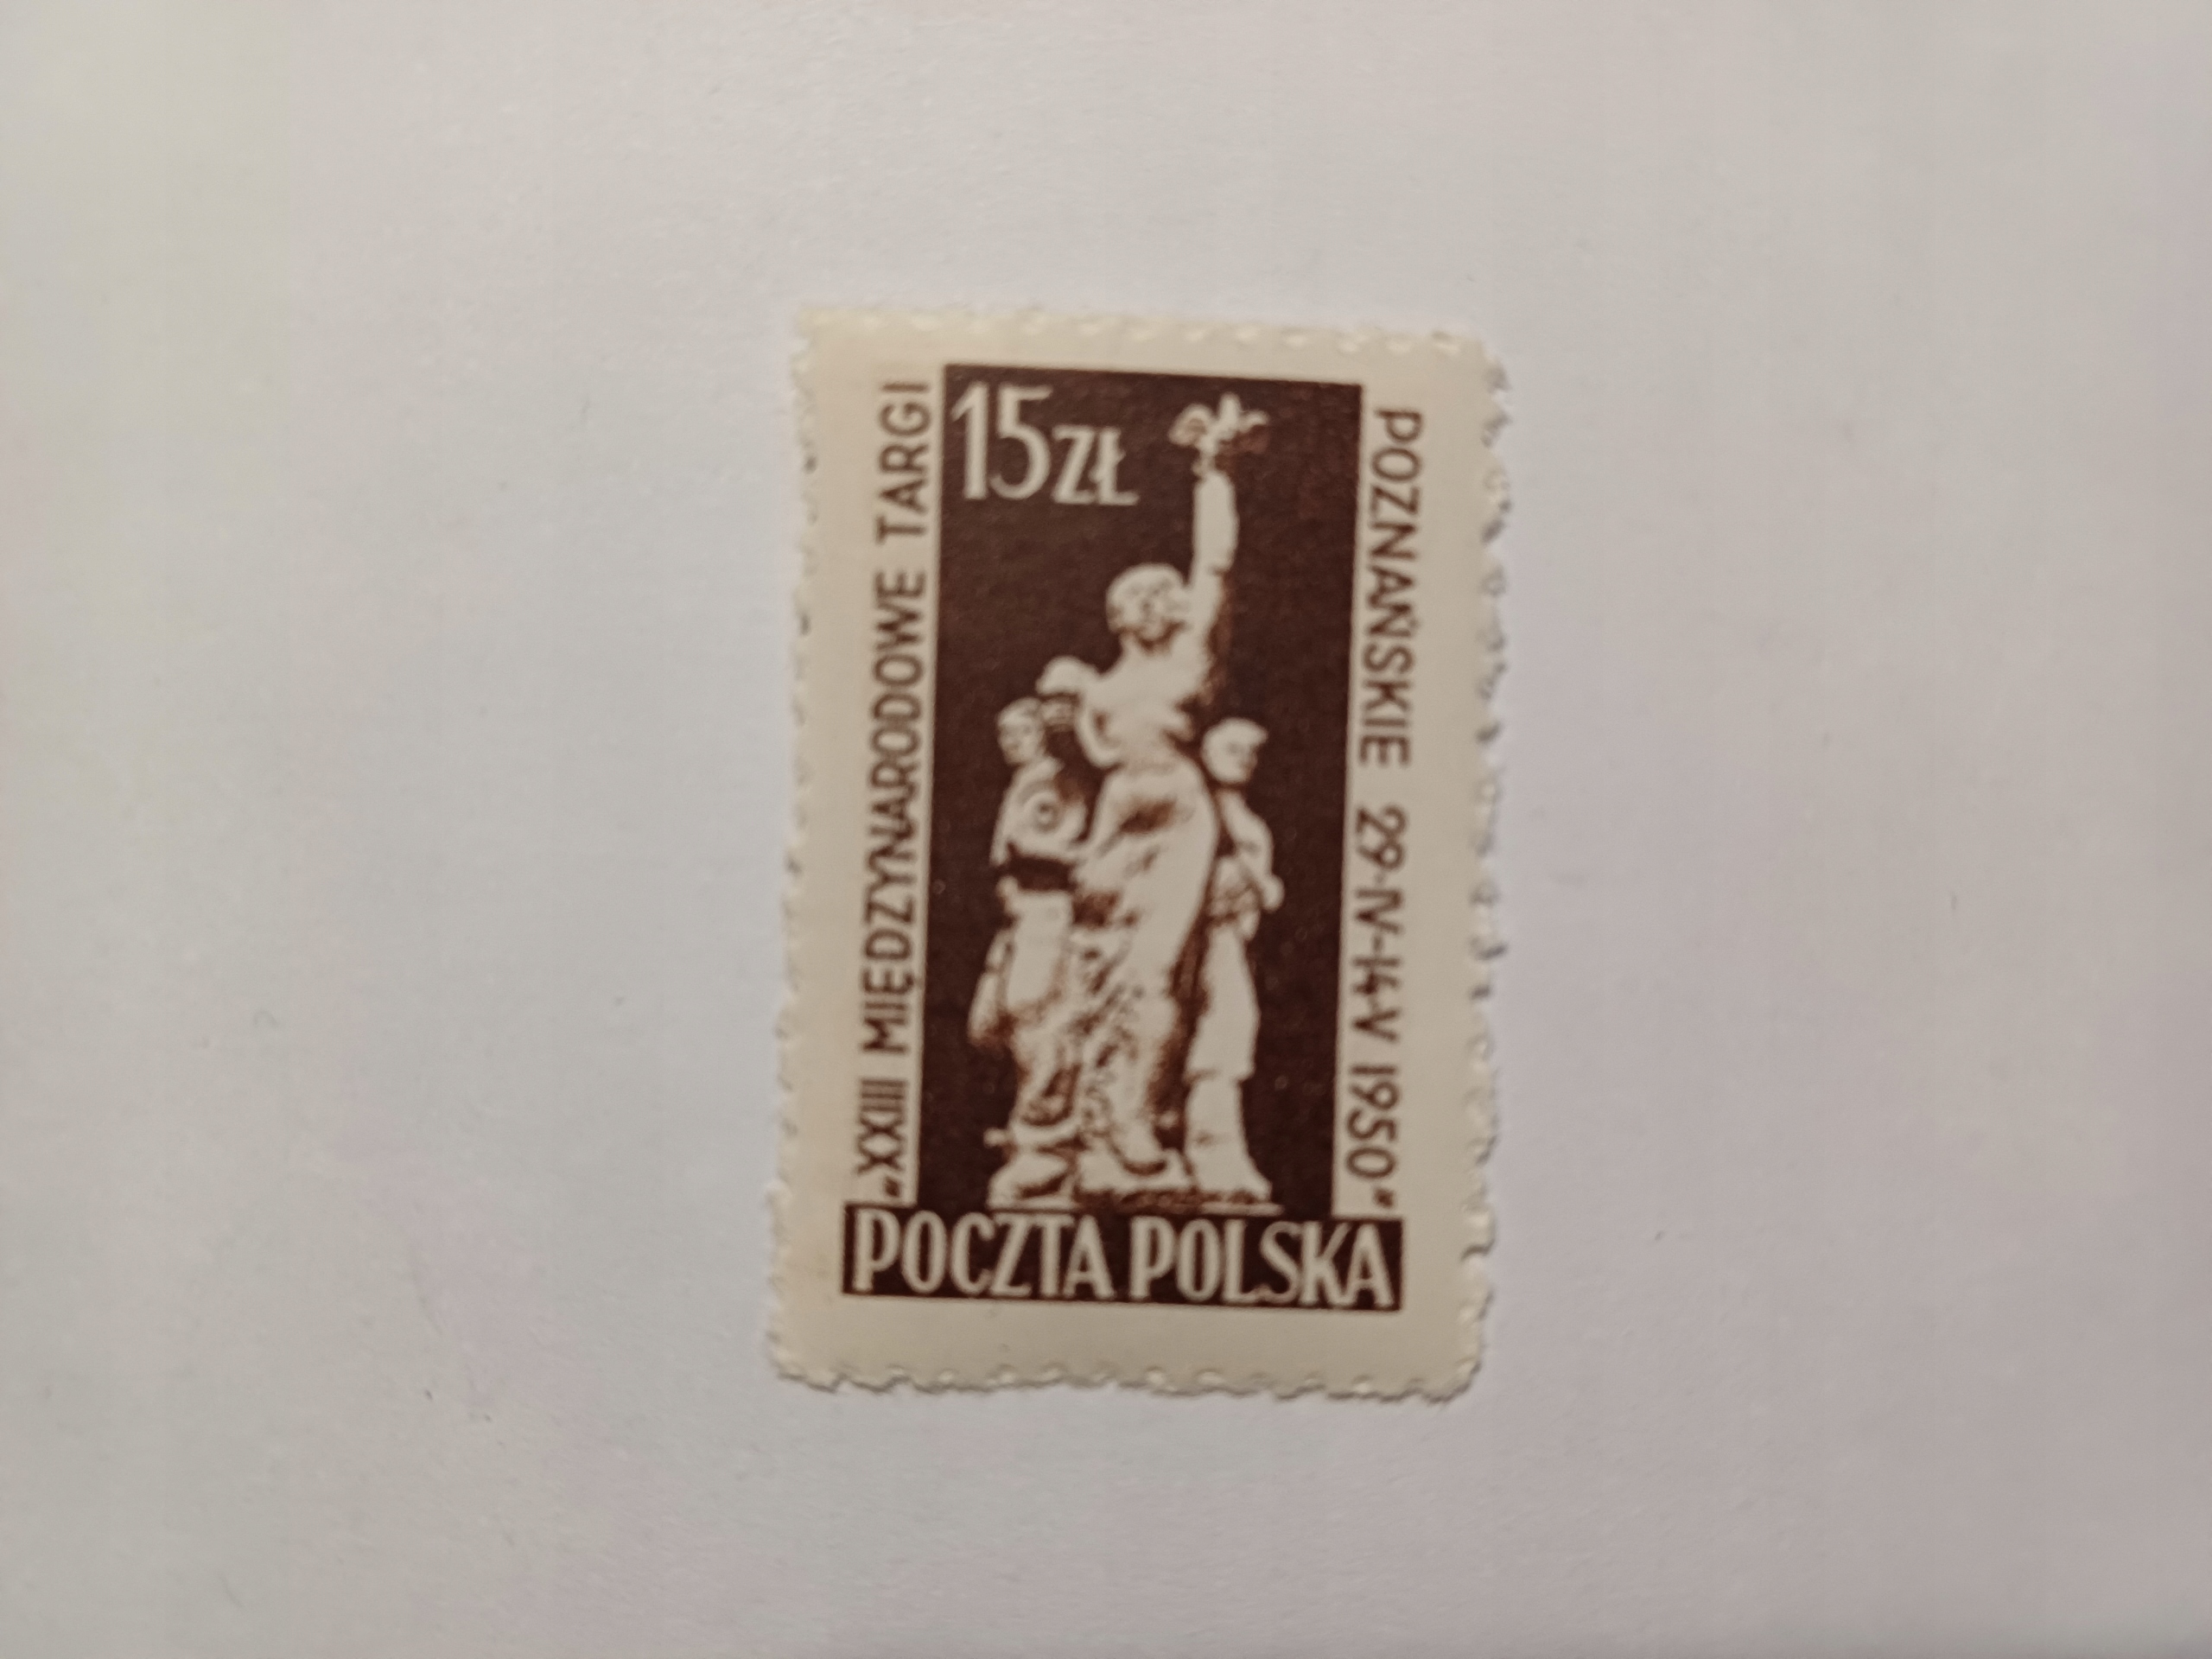 15 ZŁ
„XXIII MIĘDZYNARODOWE TARGI
POZNAŃSKIE 29·IV-14·V 1950"
POCZTA POLSKA